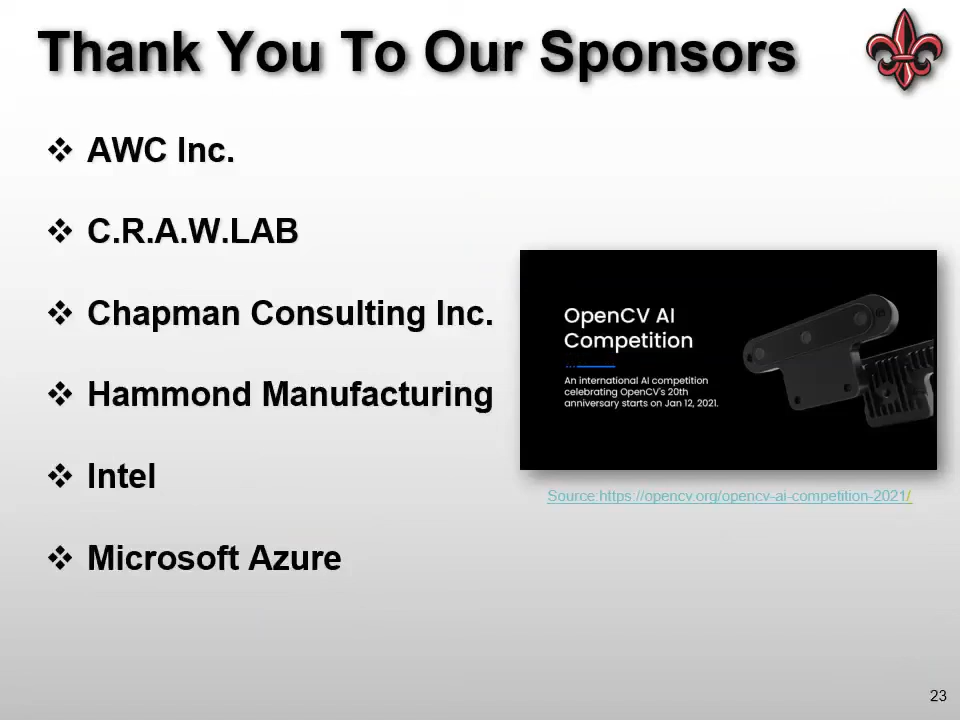 Thank You To Our Sponsors
❖ AWC Inc.
❖ C.R.A.W.LAB
❖ Chapman Consulting Inc.
❖ Hammond Manufacturing
❖ Intel
❖ Microsoft Azure
OpenCV AI
Competition
An international AI competition
celebrating OpenCV's 20th
anniversary starts on Jan 12, 2021.
Source:https://opencv.org/opencv-ai-competition-2021/
23